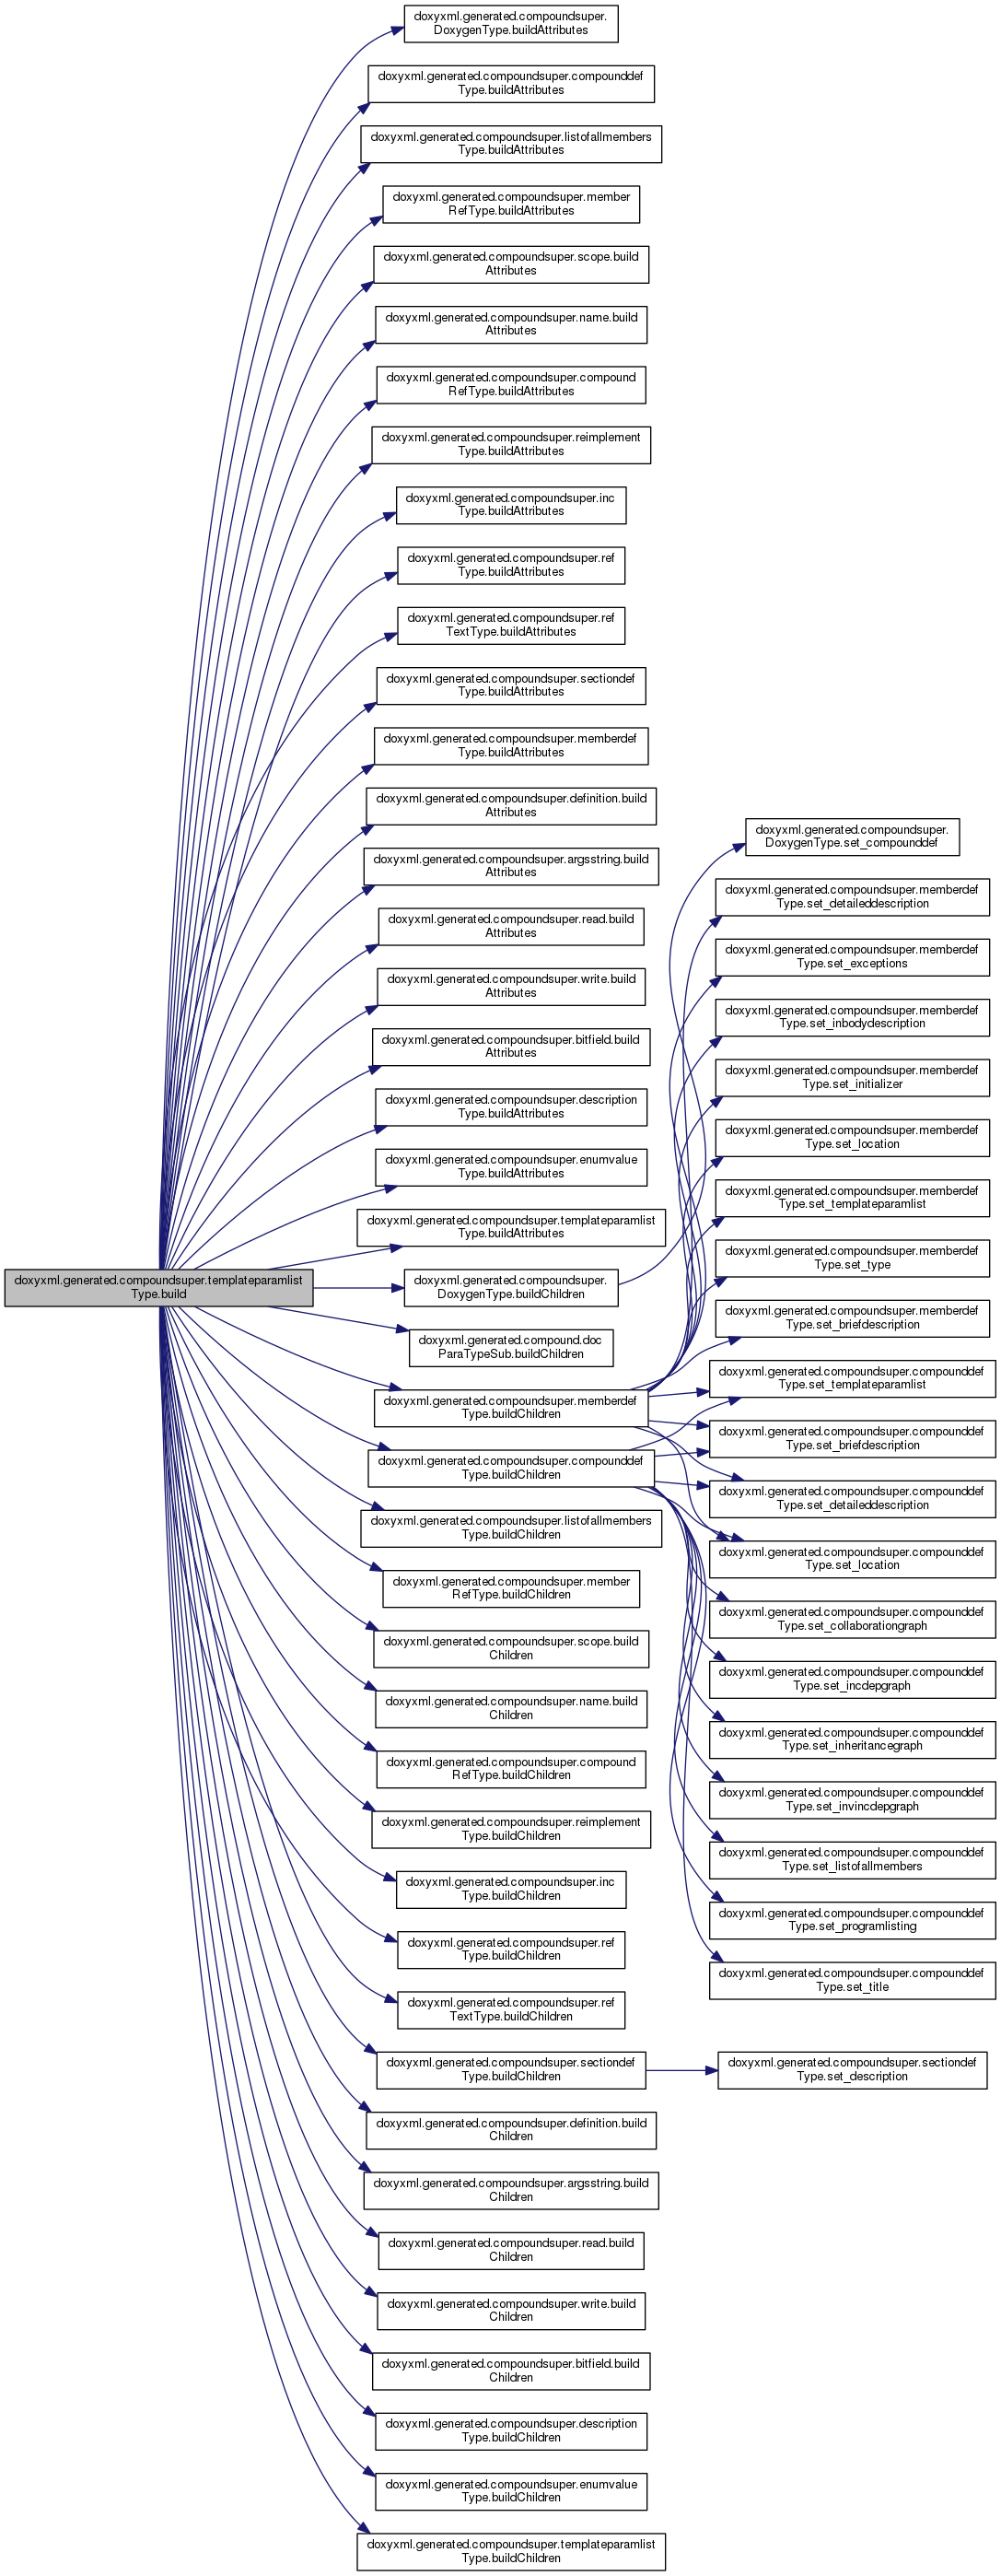 doxyxml.generated.compoundsuper.
DoxygenType.buildAttributes
doxyxml.generated.compoundsuper.compounddef
Type.buildAttributes
doxyxml.generated.compoundsuper.listofallmembers
Type.buildAttributes
doxyxml.generated.compoundsuper.member
RefType.buildAttributes
doxyxml.generated.compoundsuper.scope.build
Attributes
doxyxml.generated.compoundsuper.name.build
Attributes
doxyxml.generated.compoundsuper.compound
RefType.buildAttributes
doxyxml.generated.compoundsuper.reimplement
Type.buildAttributes
doxyxml.generated.compoundsuper.inc
Type.buildAttributes
doxyxml.generated.compoundsuper.ref
Type.buildAttributes
doxyxml.generated.compoundsuper.ref
TextType.buildAttributes
doxyxml.generated.compoundsuper.sectiondef
Type.buildAttributes
doxyxml.generated.compoundsuper.memberdef
Type.buildAttributes
doxyxml.generated.compoundsuper.definition.build
Attributes
doxyxml.generated.compoundsuper.argsstring.build
Attributes
doxyxml.generated.compoundsuper.read.build
Attributes
doxyxml.generated.compoundsuper.write.build
Attributes
doxyxml.generated.compoundsuper.bitfield.build
Attributes
doxyxml.generated.compoundsuper.description
Type.buildAttributes
doxyxml.generated.compoundsuper.enumvalue
Type.buildAttributes
doxyxml.generated.compoundsuper.templateparamlist
Type.buildAttributes
doxyxml.generated.compoundsuper.templateparamlist
Type.build
doxyxml.generated.compoundsuper.
DoxygenType.buildChildren
doxyxml.generated.compound.doc
ParaTypeSub.buildChildren
doxyxml.generated.compoundsuper.memberdef
Type.buildChildren
doxyxml.generated.compoundsuper.compounddef
Type.buildChildren
doxyxml.generated.compoundsuper.listofallmembers
Type.buildChildren
doxyxml.generated.compoundsuper.member
RefType.buildChildren
doxyxml.generated.compoundsuper.scope.build
Children
doxyxml.generated.compoundsuper.name.build
Children
doxyxml.generated.compoundsuper.compound
RefType.buildChildren
doxyxml.generated.compoundsuper.reimplement
Type.buildChildren
doxyxml.generated.compoundsuper.inc
Type.buildChildren
doxyxml.generated.compoundsuper.ref
Type.buildChildren
doxyxml.generated.compoundsuper.ref
TextType.buildChildren
doxyxml.generated.compoundsuper.sectiondef
Type.buildChildren
doxyxml.generated.compoundsuper.definition.build
Children
doxyxml.generated.compoundsuper.argsstring.build
Children
doxyxml.generated.compoundsuper.read.build
Children
doxyxml.generated.compoundsuper.write.build
Children
doxyxml.generated.compoundsuper.bitfield.build
Children
doxyxml.generated.compoundsuper.description
Type.buildChildren
doxyxml.generated.compoundsuper.enumvalue
Type.buildChildren
doxyxml.generated.compoundsuper.templateparamlist
Type.buildChildren
doxyxml.generated.compoundsuper.
DoxygenType.set_compounddef
doxyxml.generated.compoundsuper.memberdef
Type.set_detaileddescription
doxyxml.generated.compoundsuper.memberdef
Type.set_exceptions
doxyxml.generated.compoundsuper.memberdef
Type.set_inbodydescription
doxyxml.generated.compoundsuper.memberdef
Type.set_initializer
doxyxml.generated.compoundsuper.memberdef
Type.set_location
doxyxml.generated.compoundsuper.memberdef
Type.set_templateparamlist
doxyxml.generated.compoundsuper.memberdef
Type.set_type
doxyxml.generated.compoundsuper.memberdef
Type.set_briefdescription
doxyxml.generated.compoundsuper.compounddef
Type.set_templateparamlist
doxyxml.generated.compoundsuper.compounddef
Type.set_briefdescription
doxyxml.generated.compoundsuper.compounddef
Type.set_detaileddescription
doxyxml.generated.compoundsuper.compounddef
Type.set_location
doxyxml.generated.compoundsuper.compounddef
Type.set_collaborationgraph
doxyxml.generated.compoundsuper.compounddef
Type.set_incdepgraph
doxyxml.generated.compoundsuper.compounddef
Type.set_inheritancegraph
doxyxml.generated.compoundsuper.compounddef
Type.set_invincdepgraph
doxyxml.generated.compoundsuper.compounddef
Type.set_listofallmembers
doxyxml.generated.compoundsuper.compounddef
Type.set_programlisting
doxyxml.generated.compoundsuper.compounddef
Type.set_title
doxyxml.generated.compoundsuper.sectiondef
Type.set_description